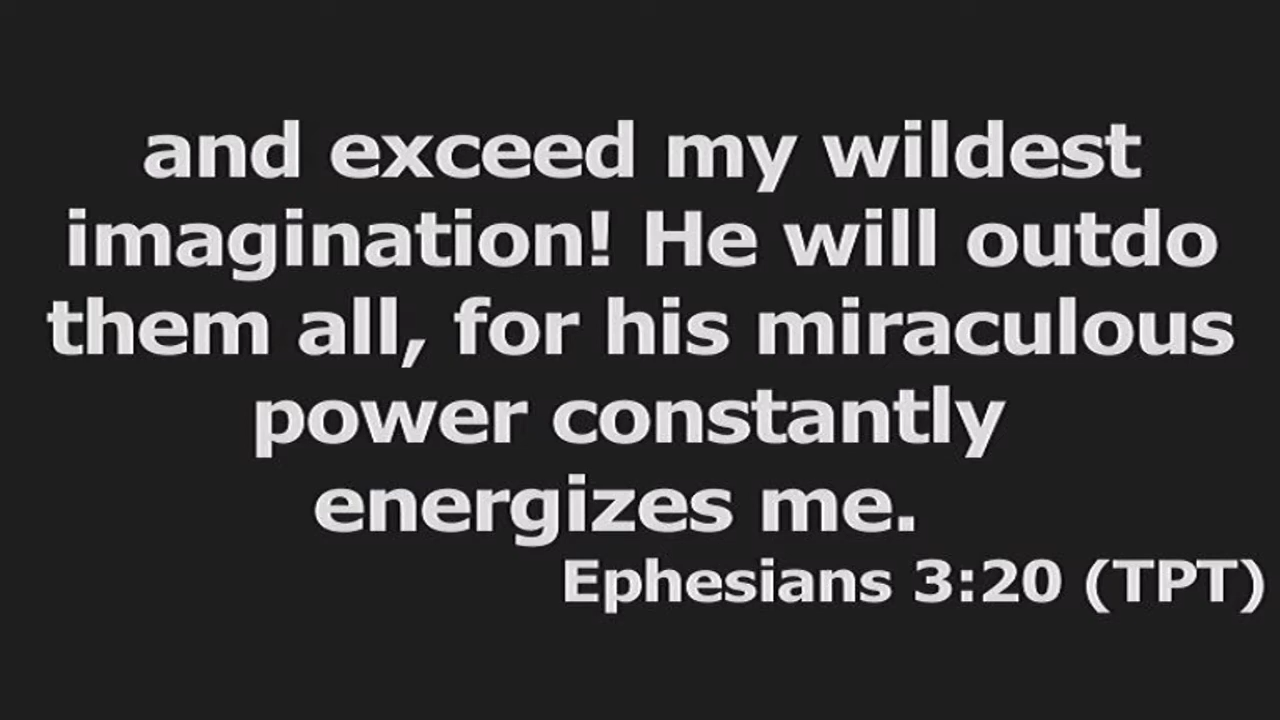 and exceed my wildest
imagination! He will outdo
them all, for his miraculous
power constantly
energizes me.
Ephesians 3:20 (TPT)